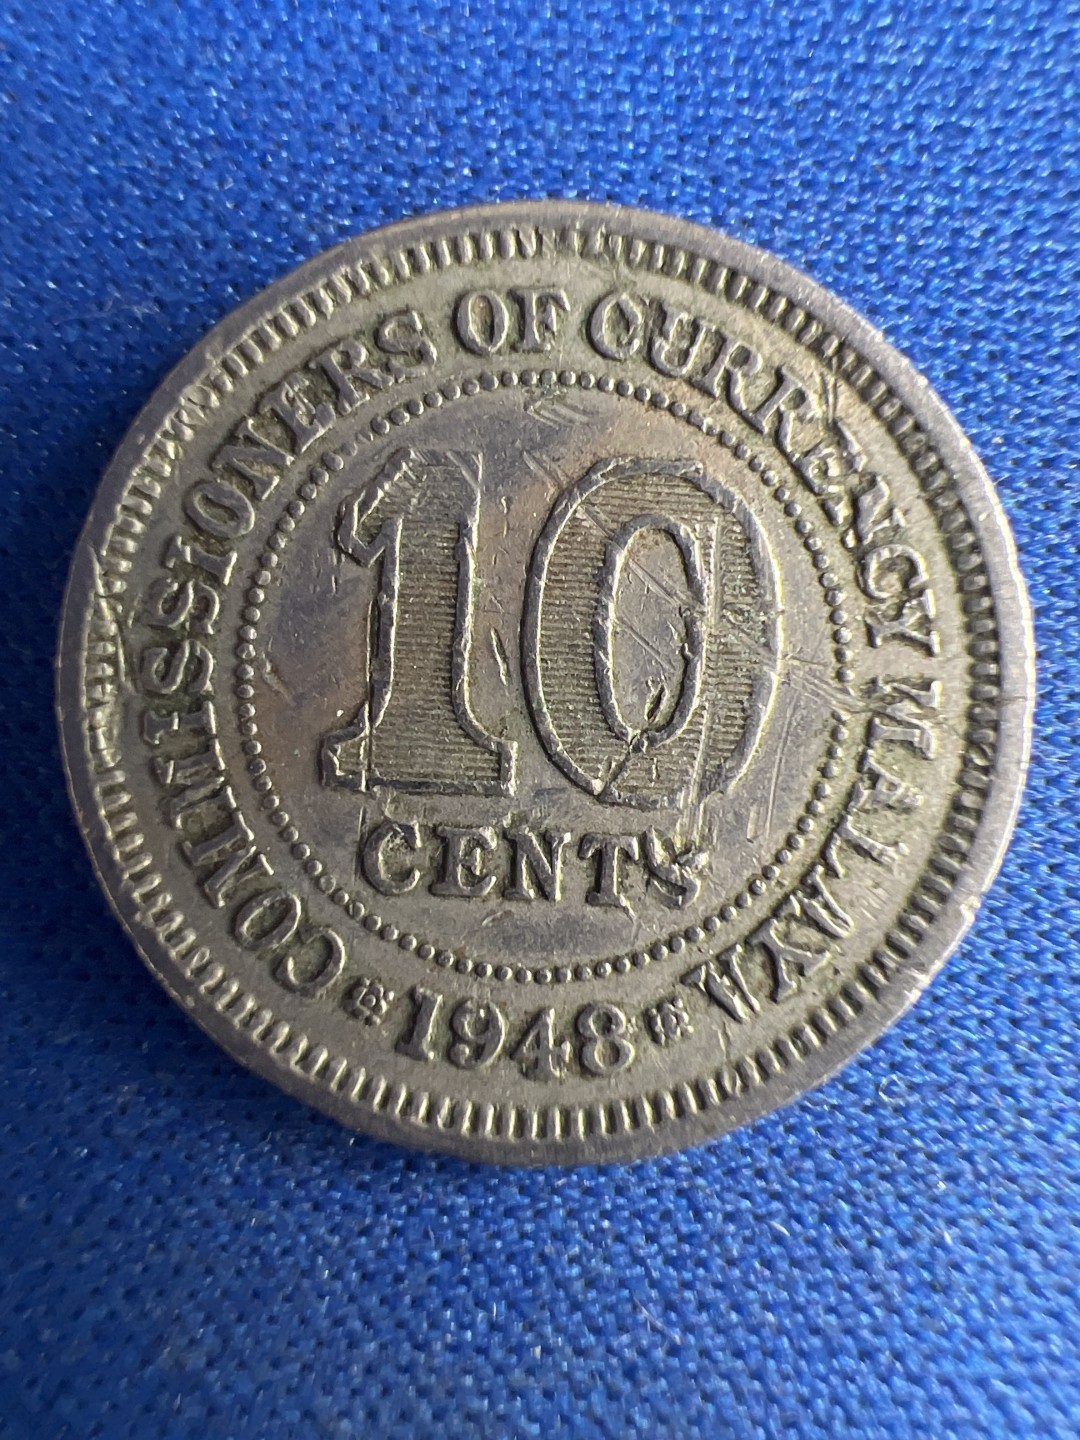 COMMISSIONERS OF CURRENCY MALAYA
10
CENTS
1948